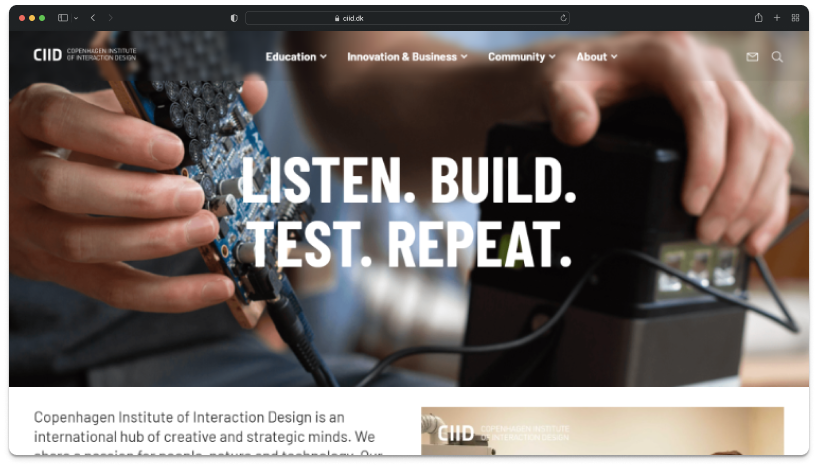 ciid.dk
CIID COPENHAGEN INSTITUTE
OF INTERACTION DESIGN
Education
Innovation & Business
Community
About
LISTEN. BUILD.
TEST. REPEAT.
Copenhagen Institute of Interaction Design is an
international hub of creative and strategic minds. We
share a passion for people, nature and technology. Our
CIID COPENHAGEN INSTITUTE
OF INTERACTION DESIGN